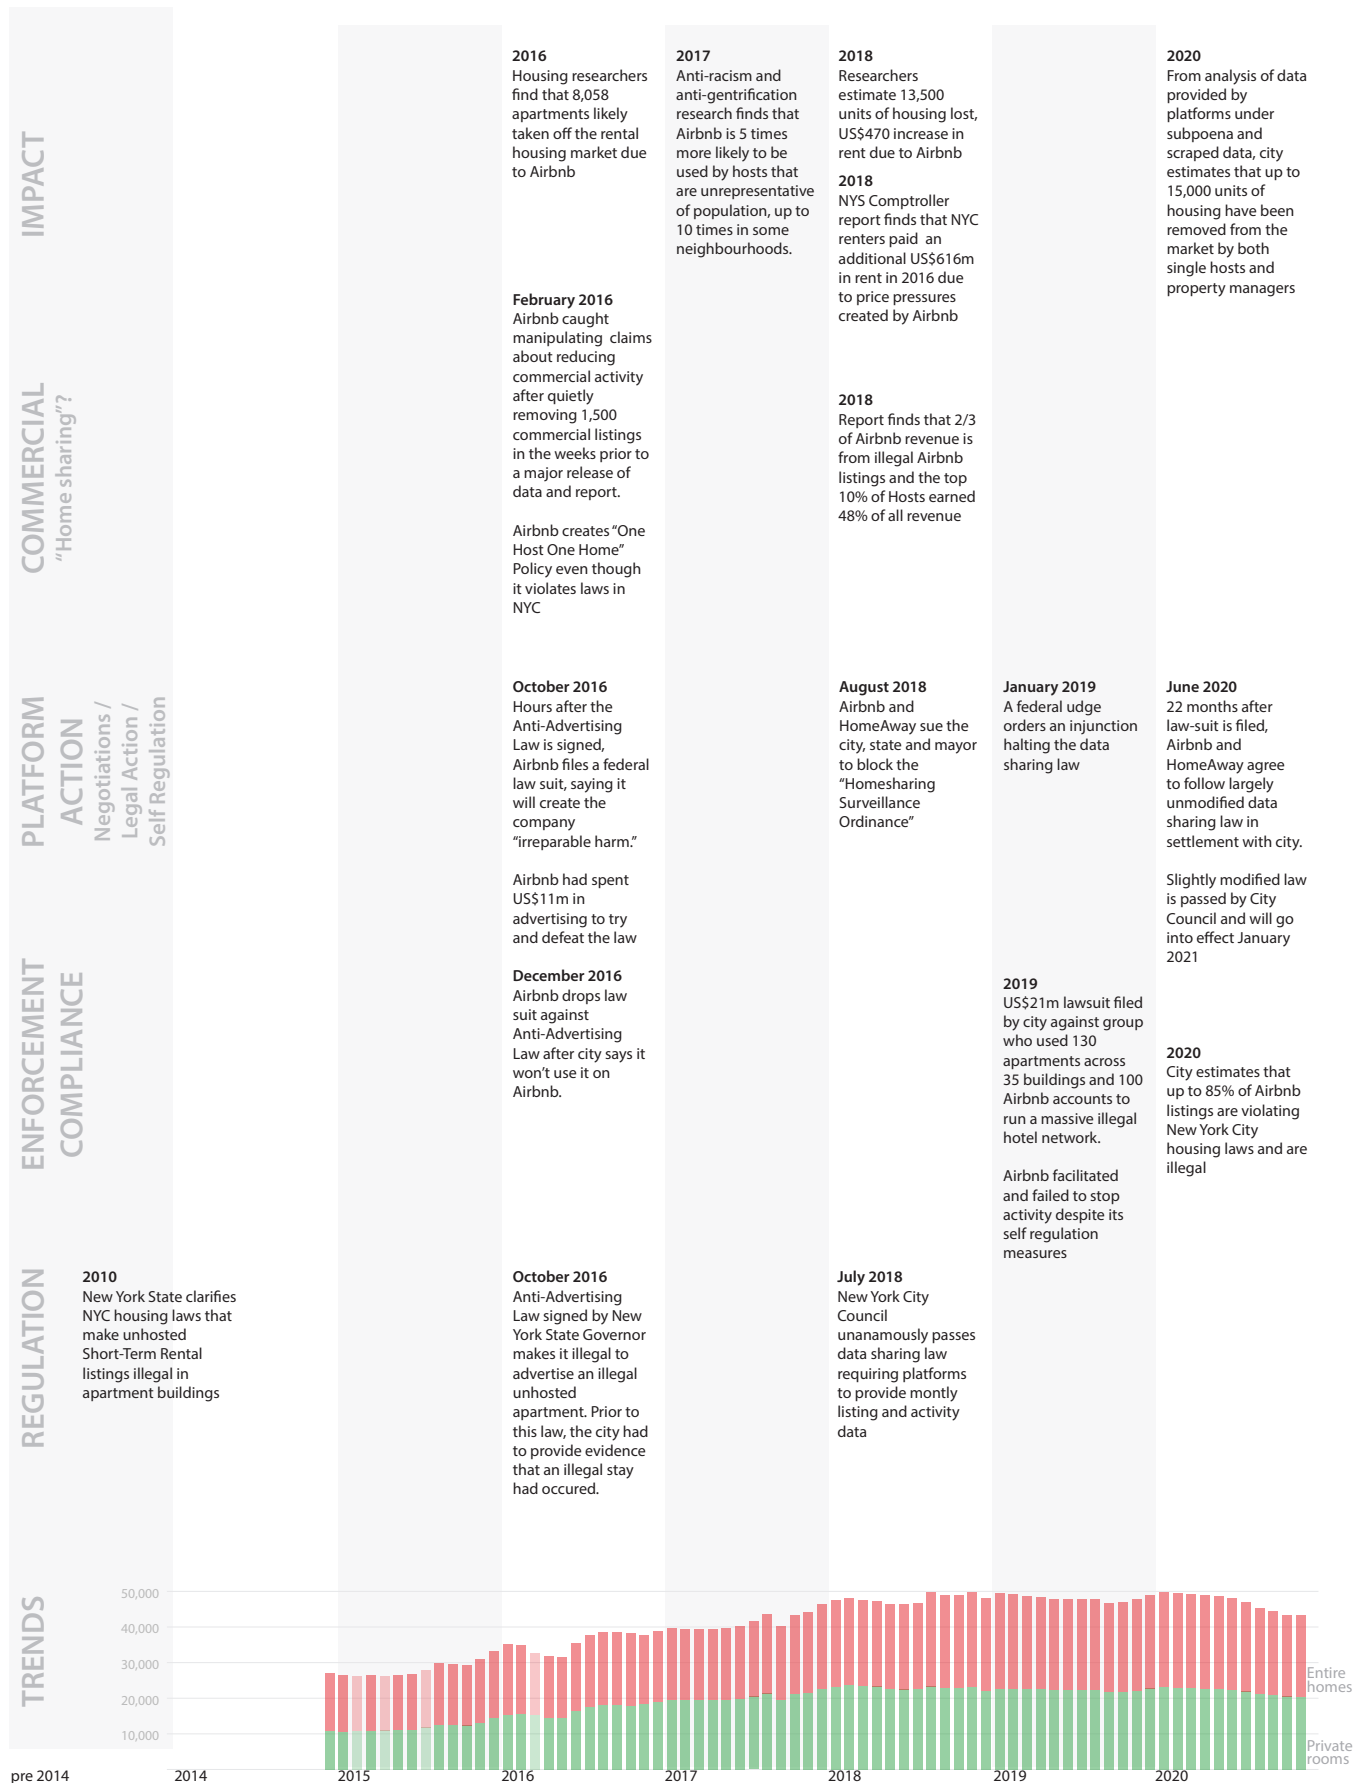 IMPACT
2016
Housing researchers
find that 8,058
apartments likely
taken off the rental
housing market due
to Airbnb
2017
Anti-racism and
anti-gentrification
research finds that
Airbnb is 5 times
more likely to be
used by hosts that
are unrepresentative
of population, up to
10 times in some
neighbourhoods.
2018
Researchers
estimate 13,500
units of housing lost,
US$470 increase in
rent due to Airbnb
2018
NYS Comptroller
report finds that NYC
renters paid an
additional US$616m
in rent in 2016 due
to price pressures
created by Airbnb
2020
From analysis of data
provided by
platforms under
subpoena and
scraped data, city
estimates that up to
15,000 units of
housing have been
removed from the
market by both
single hosts and
property managers
COMMERCIAL
“Home sharing”?
February 2016
Airbnb caught
manipulating claims
about reducing
commercial activity
after quietly
removing 1,500
commercial listings
in the weeks prior to
a major release of
data and report.
Airbnb creates “One
Host One Home”
Policy even though
it violates laws in
NYC
2018
Report finds that 2/3
of Airbnb revenue is
from illegal Airbnb
listings and the top
10% of Hosts earned
48% of all revenue
PLATFORM
ACTION
Negotiations /
Legal Action /
Self Regulation
October 2016
Hours after the
Anti-Advertising
Law is signed,
Airbnb files a federal
law suit, saying it
will create the
company
“irreparable harm.”
Airbnb had spent
US$11m in
advertising to try
and defeat the law
August 2018
Airbnb and
HomeAway sue the
city, state and mayor
to block the
“Homesharing
Surveillance
Ordinance”
January 2019
A federal udge
orders an injunction
halting the data
sharing law
June 2020
22 months after
law-suit is filed,
Airbnb and
HomeAway agree
to follow largely
unmodified data
sharing law in
settlement with city.
Slightly modified law
is passed by City
Council and will go
into effect January
2021
ENFORCEMENT
COMPLIANCE
December 2016
Airbnb drops law
suit against
Anti-Advertising
Law after city says it
won’t use it on
Airbnb.
2019
US$21m lawsuit filed
by city against group
who used 130
apartments across
35 buildings and 100
Airbnb accounts to
run a massive illegal
hotel network.
Airbnb facilitated
and failed to stop
activity despite its
self regulation
measures
2020
City estimates that
up to 85% of Airbnb
listings are violating
New York City
housing laws and are
illegal
REGULATION
2010
New York State clarifies
NYC housing laws that
make unhosted
Short-Term Rental
listings illegal in
apartment buildings
October 2016
Anti-Advertising
Law signed by New
York State Governor
makes it illegal to
advertise an illegal
unhosted
apartment. Prior to
this law, the city had
to provide evidence
that an illegal stay
had occured.
July 2018
New York City
Council
unanamously passes
data sharing law
requiring platforms
to provide montly
listing and activity
data
TRENDS
50,000
40,000
30,000
20,000
10,000
Entire
homes
Private
rooms
pre 2014
2014
2015
2016
2017
2018
2019
2020